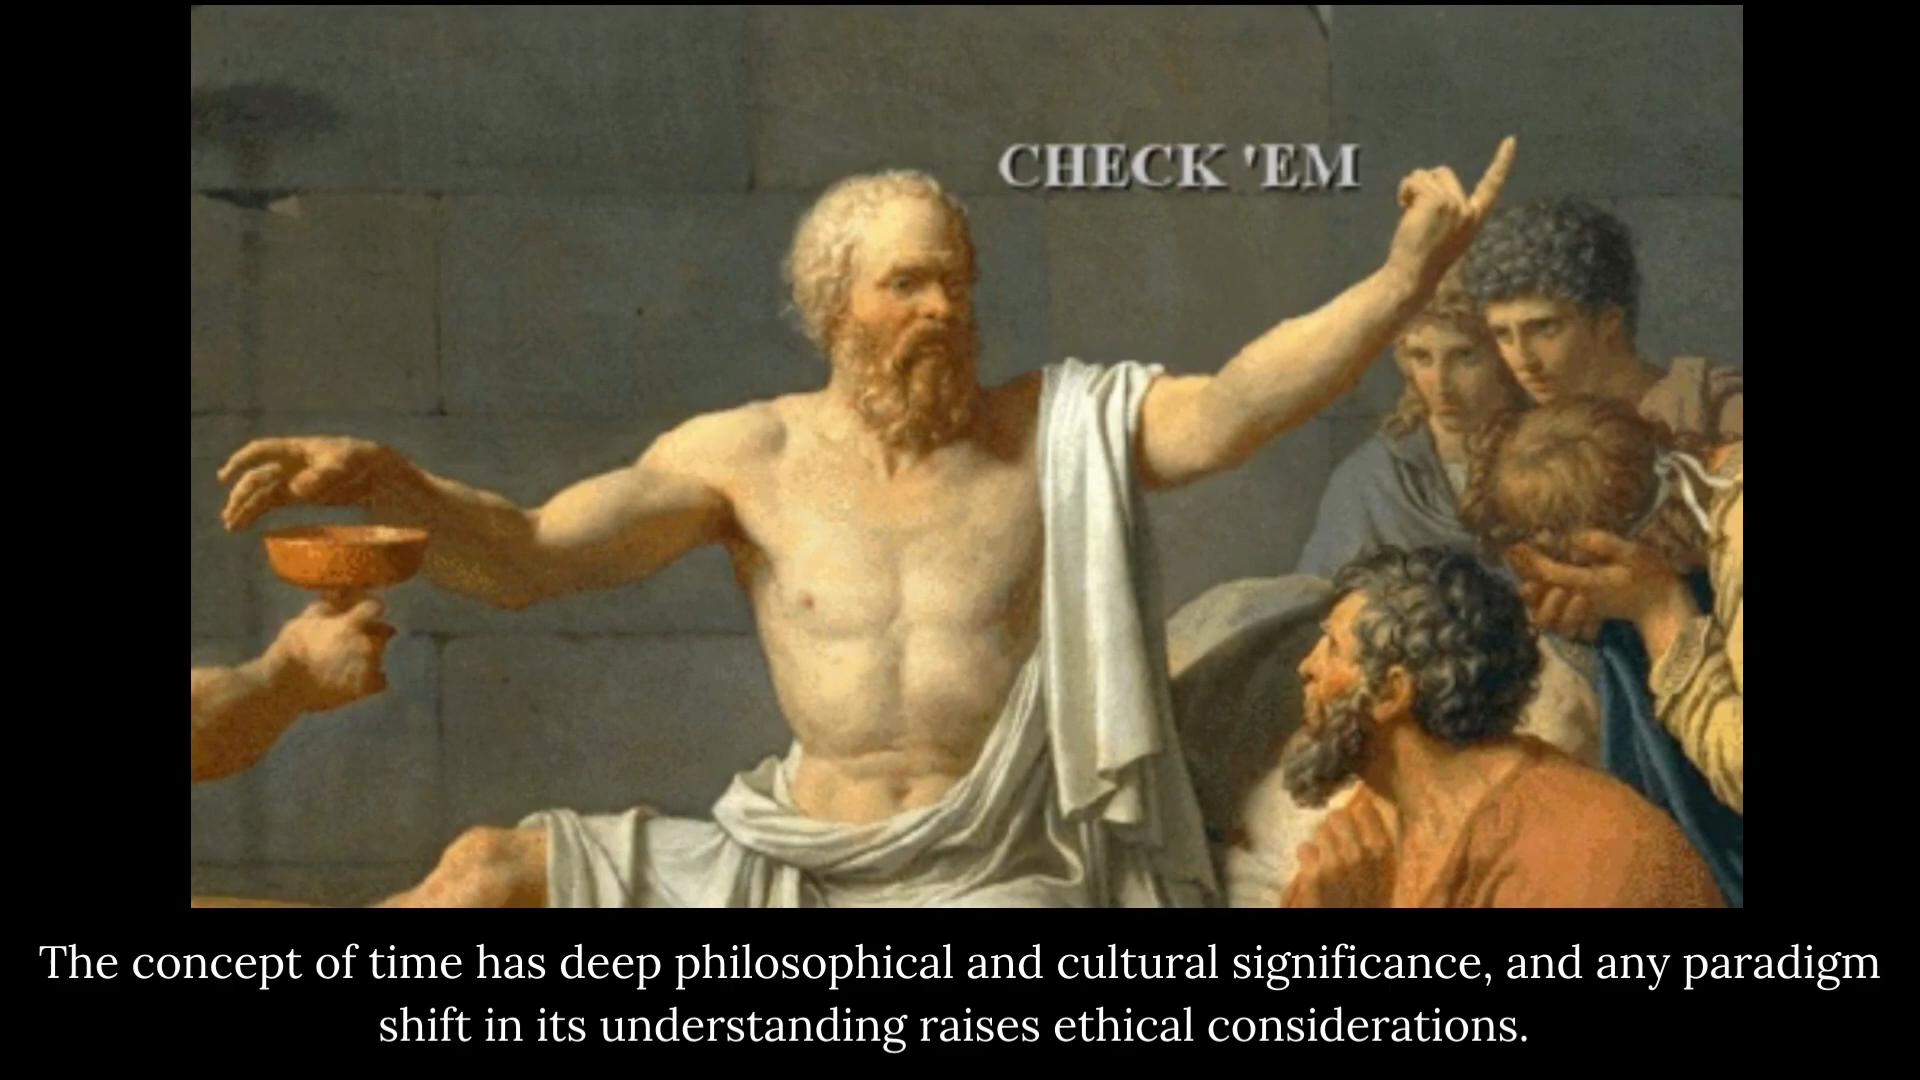 CHECK 'EM
The concept of time has deep philosophical and cultural significance, and any paradigm
shift in its understanding raises ethical considerations.